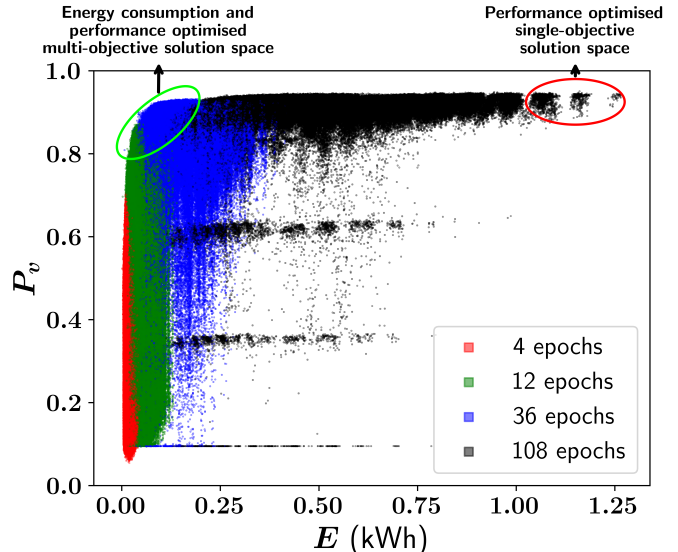 Energy consumption and
performance optimised
multi-objective solution space
Performance optimised
single-objective
solution space
1.0
0.8
0.6
0.4
0.2
0.0
P_v
4 epochs
12 epochs
36 epochs
108 epochs
0.00 0.25 0.50 0.75 1.00 1.25
E (kWh)